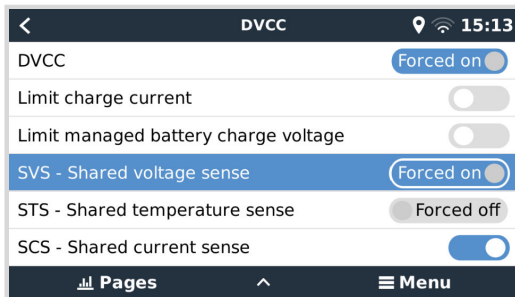 DVCC 15:13
DVCC Forced on
Limit charge current
Limit managed battery charge voltage
SVS - Shared voltage sense Forced on
STS - Shared temperature sense Forced off
SCS - Shared current sense
Pages Menu